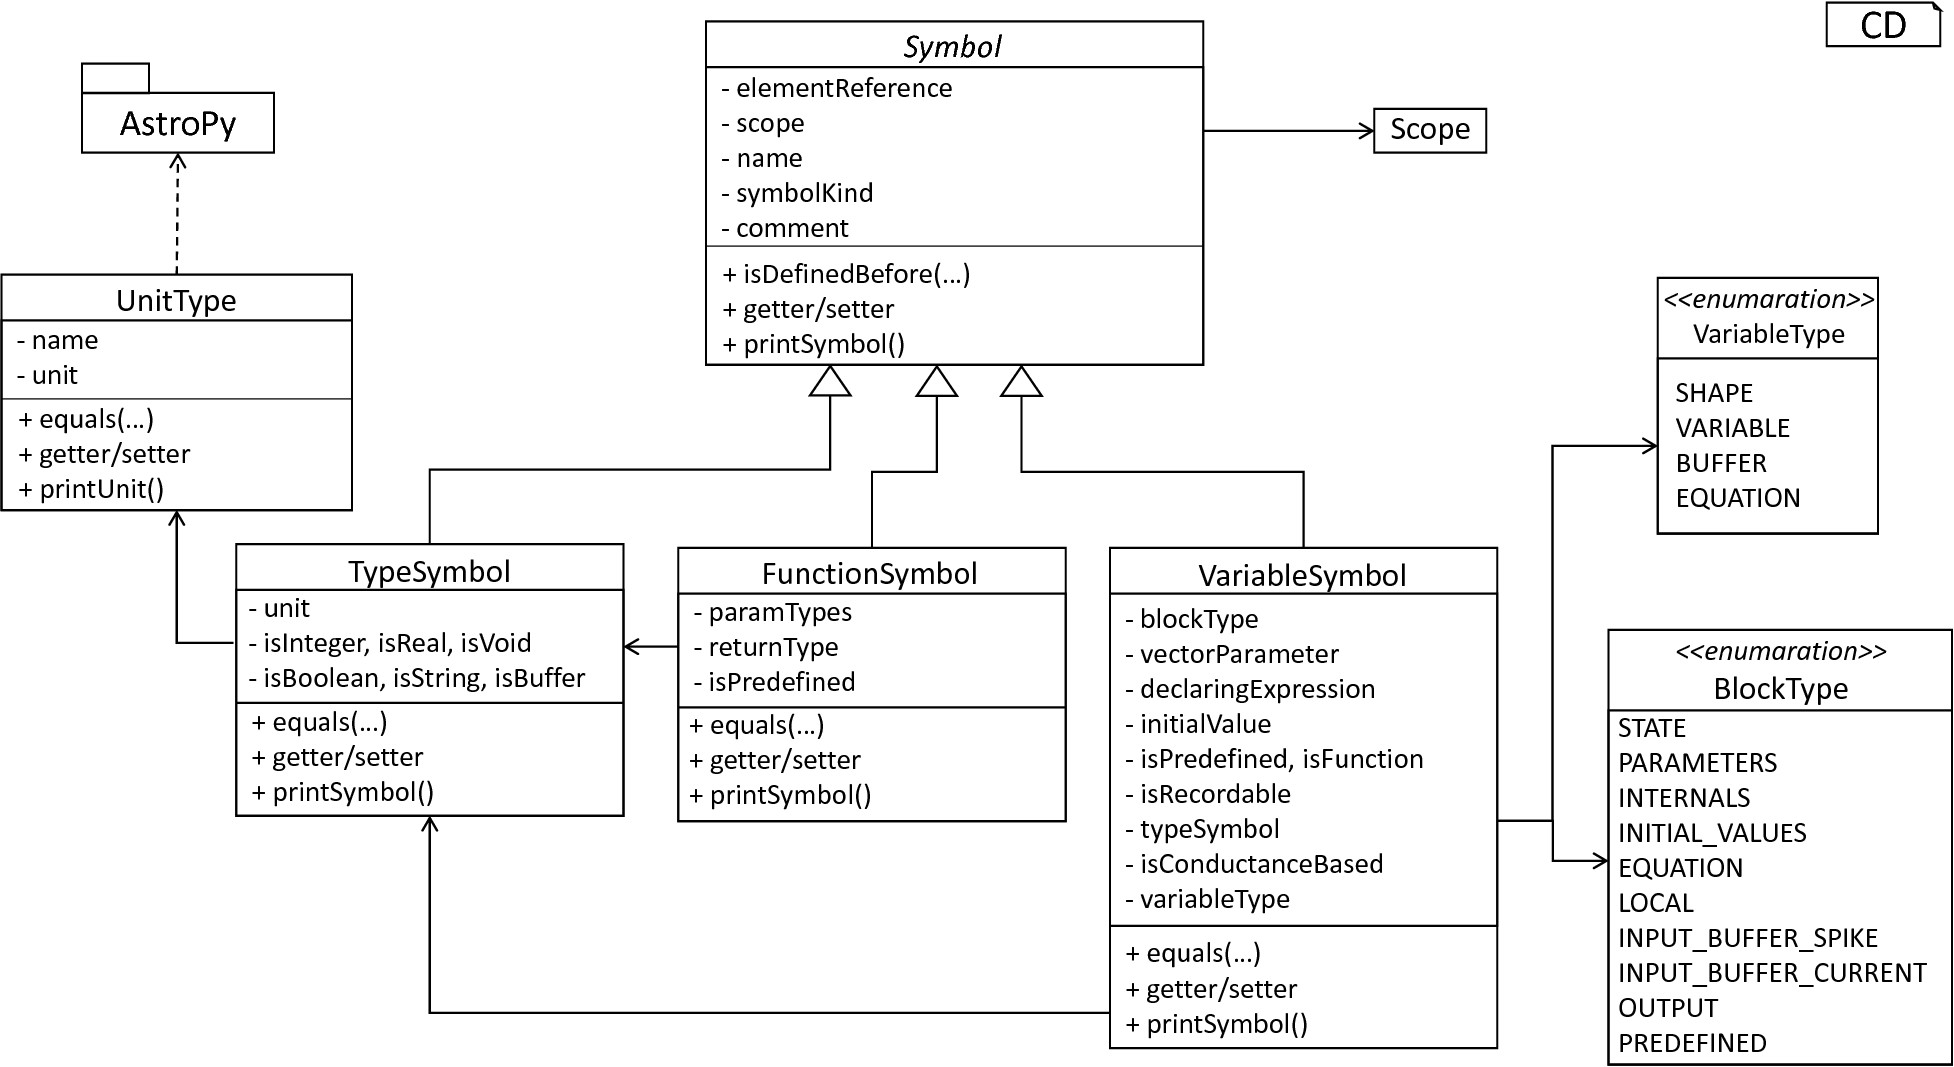 CD
Symbol
- elementReference
- scope
- name
- symbolKind
- comment
+ isDefinedBefore(...)
+ getter/setter
+ printSymbol()
Scope
AstroPy
UnitType
- name
- unit
+ equals(...)
+ getter/setter
+ printUnit()
TypeSymbol
- unit
- isInteger, isReal, isVoid
- isBoolean, isString, isBuffer
+ equals(...)
+ getter/setter
+ printSymbol()
FunctionSymbol
- paramTypes
- returnType
- isPredefined
+ equals(...)
+ getter/setter
+ printSymbol()
VariableSymbol
- blockType
- vectorParameter
- declaringExpression
- initialValue
- isPredefined, isFunction
- isRecordable
- typeSymbol
- isConductanceBased
- variableType
+ equals(...)
+ getter/setter
+ printSymbol()
<<enumaration>>
VariableType
SHAPE
VARIABLE
BUFFER
EQUATION
<<enumaration>>
BlockType
STATE
PARAMETERS
INTERNALS
INITIAL_VALUES
EQUATION
LOCAL
INPUT_BUFFER_SPIKE
INPUT_BUFFER_CURRENT
OUTPUT
PREDEFINED